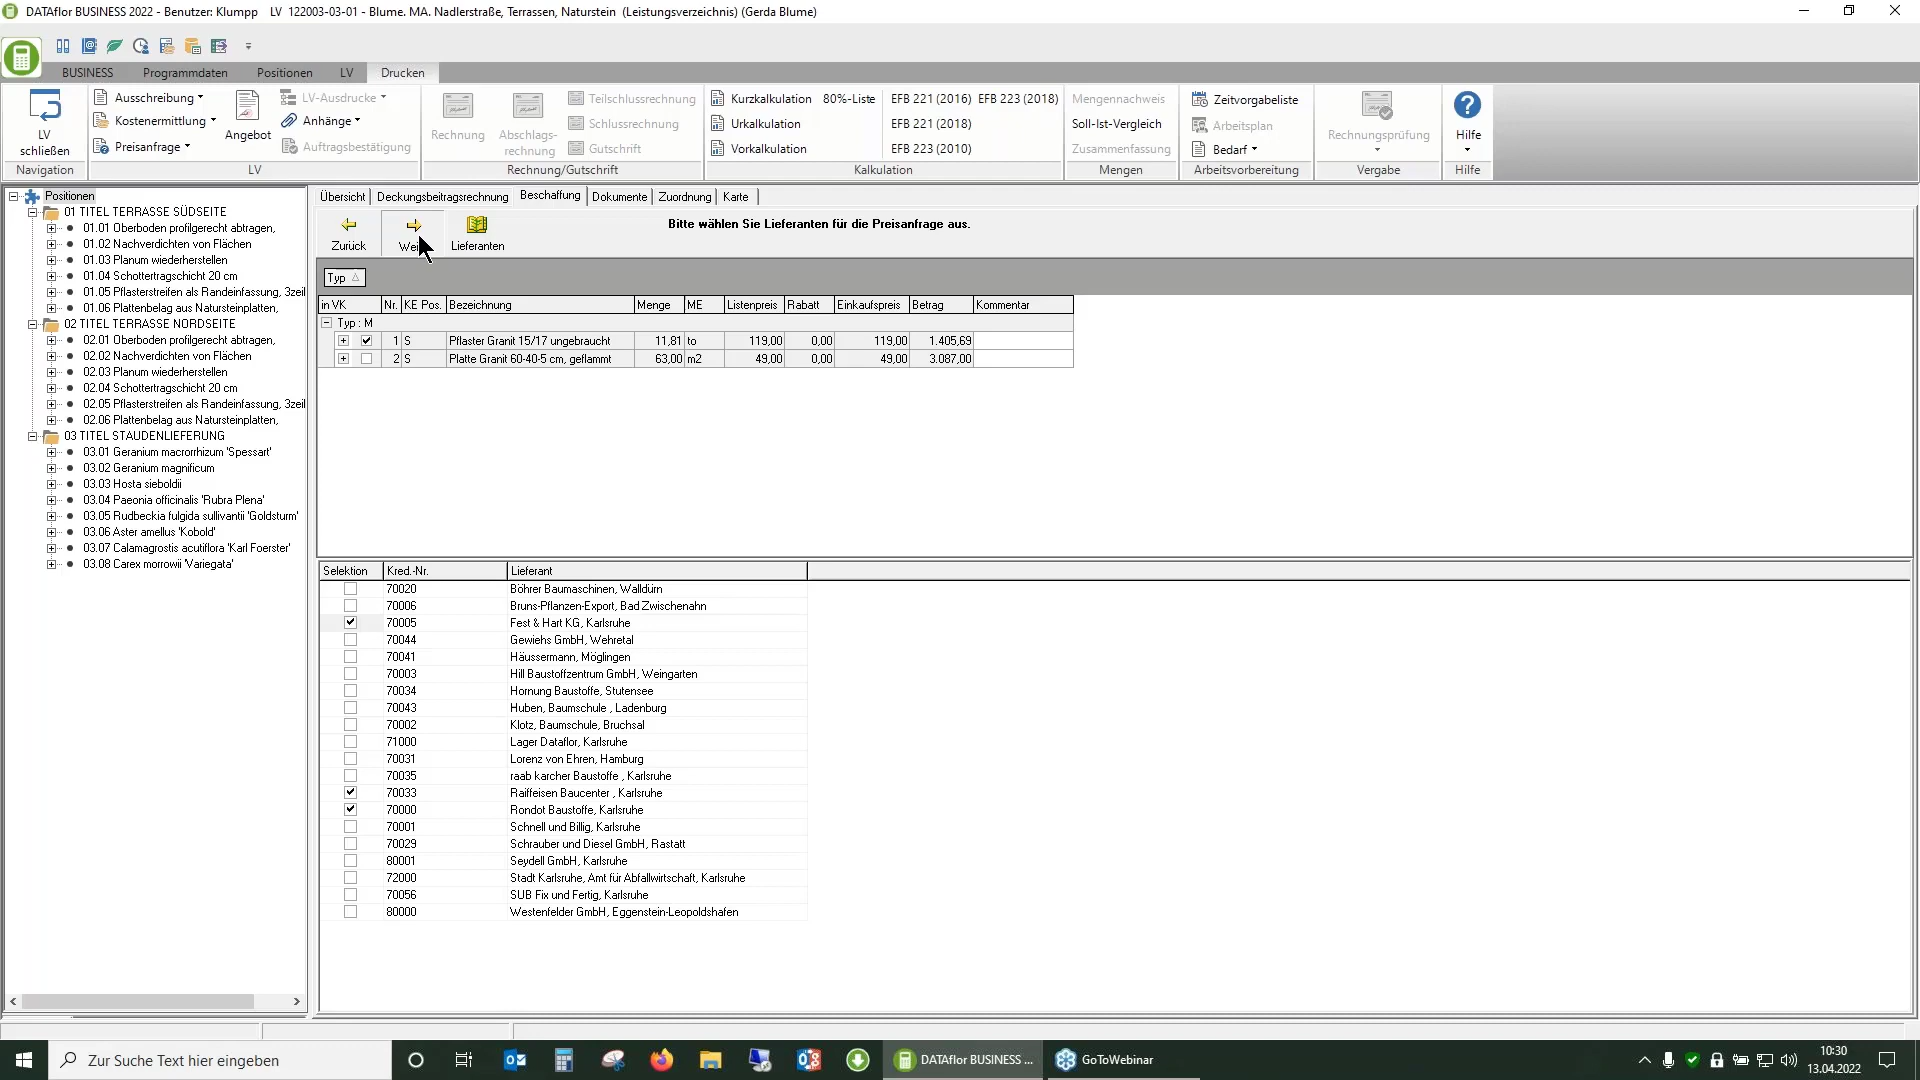 DATAflor BUSINESS 2022 - Benutzer: Klumpp LV 122003-03-01 - Blume. MA. Nadlerstraße, Terrassen, Naturstein (Leistungsverzeichnis) (Gerda Blume)
BUSINESS Programmdaten Positionen LV Drucken
LV schließen
Navigation
Ausschreibung
Kostenermittlung
Preisanfrage
Angebot
LV-Ausdrucke
Anhänge
Auftragsbestätigung
LV
Rechnung
Abschlags-
rechnung
Teilschlussrechnung
Schlussrechnung
Gutschrift
Rechnung/Gutschrift
Kurzkalkulation 80%-Liste
Urkalkulation
Vorkalkulation
EFB 221 (2016) EFB 223 (2018)
EFB 221 (2018)
EFB 223 (2010)
Kalkulation
Mengennachweis
Soll-Ist-Vergleich
Zusammenfassung
Mengen
Zeitvorgabeliste
Arbeitsplan
Bedarf
Arbeitsvorbereitung
Rechnungsprüfung
Vergabe
Hilfe
Hilfe
Positionen
01 TITEL TERRASSE SÜDSEITE
01.01 Oberboden profilgerecht abtragen,
01.02 Nachverdichten von Flächen
01.03 Planum wiederherstellen
01.04 Schottertragschicht 20 cm
01.05 Pflasterstreifen als Randeinfassung, 3zeil
01.06 Plattenbelag aus Natursteinplatten,
02 TITEL TERRASSE NORDSEITE
02.01 Oberboden profilgerecht abtragen,
02.02 Nachverdichten von Flächen
02.03 Planum wiederherstellen
02.04 Schottertragschicht 20 cm
02.05 Pflasterstreifen als Randeinfassung, 3zeil
02.06 Plattenbelag aus Natursteinplatten,
03 TITEL STAUDENLIEFERUNG
03.01 Geranium macrorrhizum 'Spessart'
03.02 Geranium magnificum
03.03 Hosta sieboldii
03.04 Paeonia officinalis 'Rubra Plena'
03.05 Rudbeckia fulgida sullivantii 'Goldsturm'
03.06 Aster amellus 'Kobold'
03.07 Calamagrostis acutiflora 'Karl Foerster'
03.08 Carex morrowii 'Variegata'
Übersicht Deckungsbeitragsrechnung Beschaffung Dokumente Zuordnung Karte
Zurück Lieferanten
Bitte wählen Sie Lieferanten für die Preisanfrage aus.
Typ
in VK Nr. KE Pos. Bezeichnung Menge ME Listenpreis Rabatt Einkaufspreis Betrag Kommentar
Typ : M
1 S Pflaster Granit 15/17 ungebraucht 11,81 to 119,00 0,00 119,00 1.405,69
2 S Platte Granit 60-40-5 cm, geflammt 63,00 m2 49,00 0,00 49,00 3.087,00
Selektion Kred.-Nr. Lieferant
70020 Böhrer Baumaschinen, Walldürn
70006 Bruns-Pflanzen-Export, Bad Zwischenahn
70005 Fest & Hart KG, Karlsruhe
70044 Gewiehs GmbH, Wehretal
70041 Häussermann, Möglingen
70003 Hill Baustoffzentrum GmbH, Weingarten
70034 Hornung Baustoffe, Stutensee
70043 Huben, Baumschule , Ladenburg
70002 Klotz, Baumschule, Bruchsal
71000 Lager Dataflor, Karlsruhe
70031 Lorenz von Ehren, Hamburg
70035 raab karcher Baustoffe , Karlsruhe
70033 Raiffeisen Baucenter , Karlsruhe
70000 Rondot Baustoffe, Karlsruhe
70001 Schnell und Billig, Karlsruhe
70029 Schrauber und Diesel GmbH, Rastatt
80001 Seydell GmbH, Karlsruhe
72000 Stadt Karlsruhe, Amt für Abfallwirtschaft, Karlsruhe
70056 SUB Fix und Fertig, Karlsruhe
80000 Westenfelder GmbH, Eggenstein-Leopoldshafen
Zur Suche Text hier eingeben
DATAflor BUSINESS ...
GoToWebinar
10:30
13.04.2022